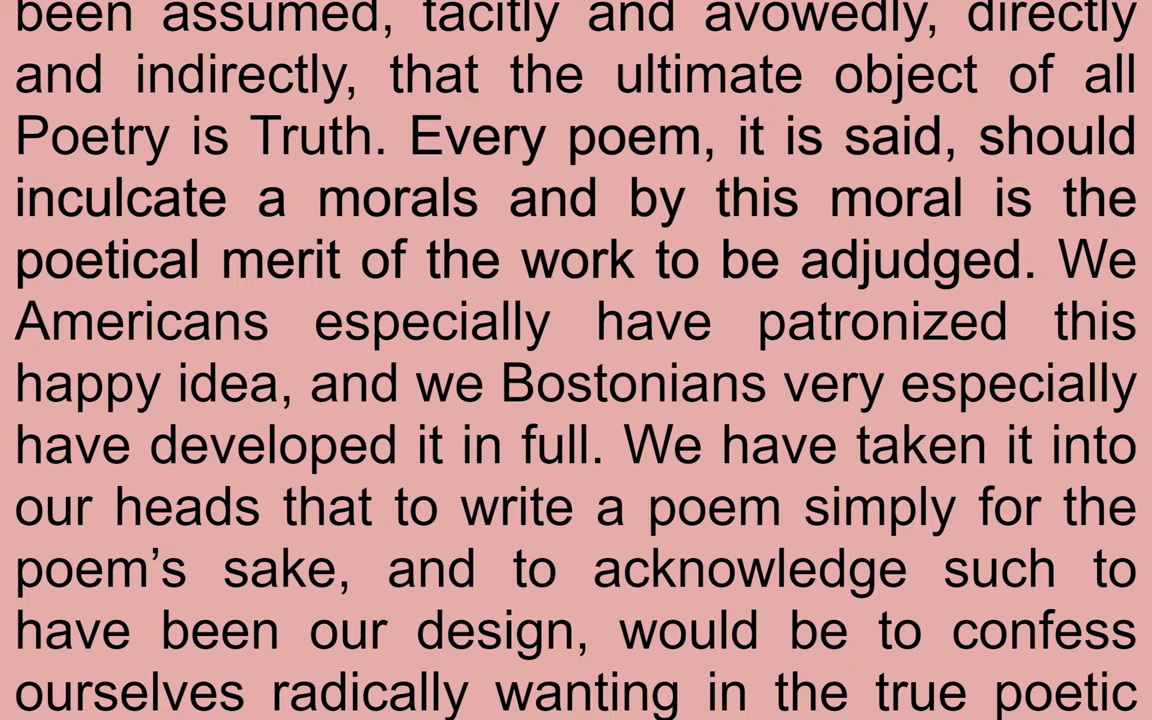 been assumed, tacitly and avowedly, directly
and indirectly, that the ultimate object of all
Poetry is Truth. Every poem, it is said, should
inculcate a morals and by this moral is the
poetical merit of the work to be adjudged. We
Americans especially have patronized this
happy idea, and we Bostonians very especially
have developed it in full. We have taken it into
our heads that to write a poem simply for the
poem’s sake, and to acknowledge such to
have been our design, would be to confess
ourselves radically wanting in the true poetic